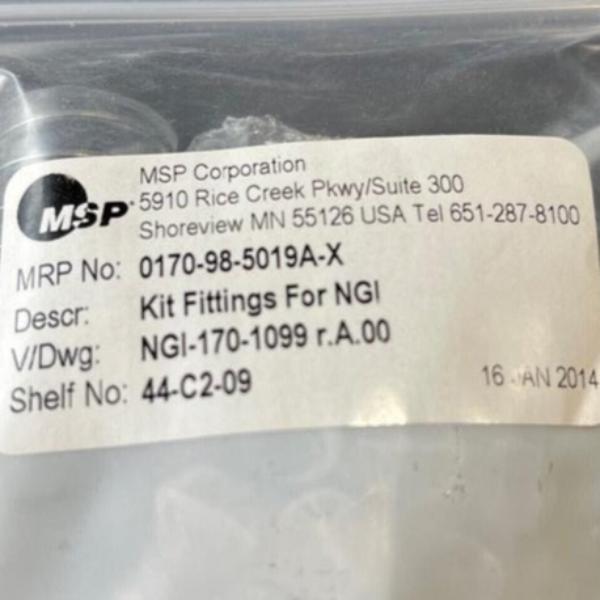 MSP Corporation
5910 Rice Creek Pkwy/Suite 300
MSP
Shoreview MN 55126 USA Tel 651-287-8100
MRP No: 0170-98-5019A-X
Descr: Kit Fittings For NGI
V/Dwg: NGI-170-1099 r.A.00
Shelf No: 44-C2-09
16 JAN 2014